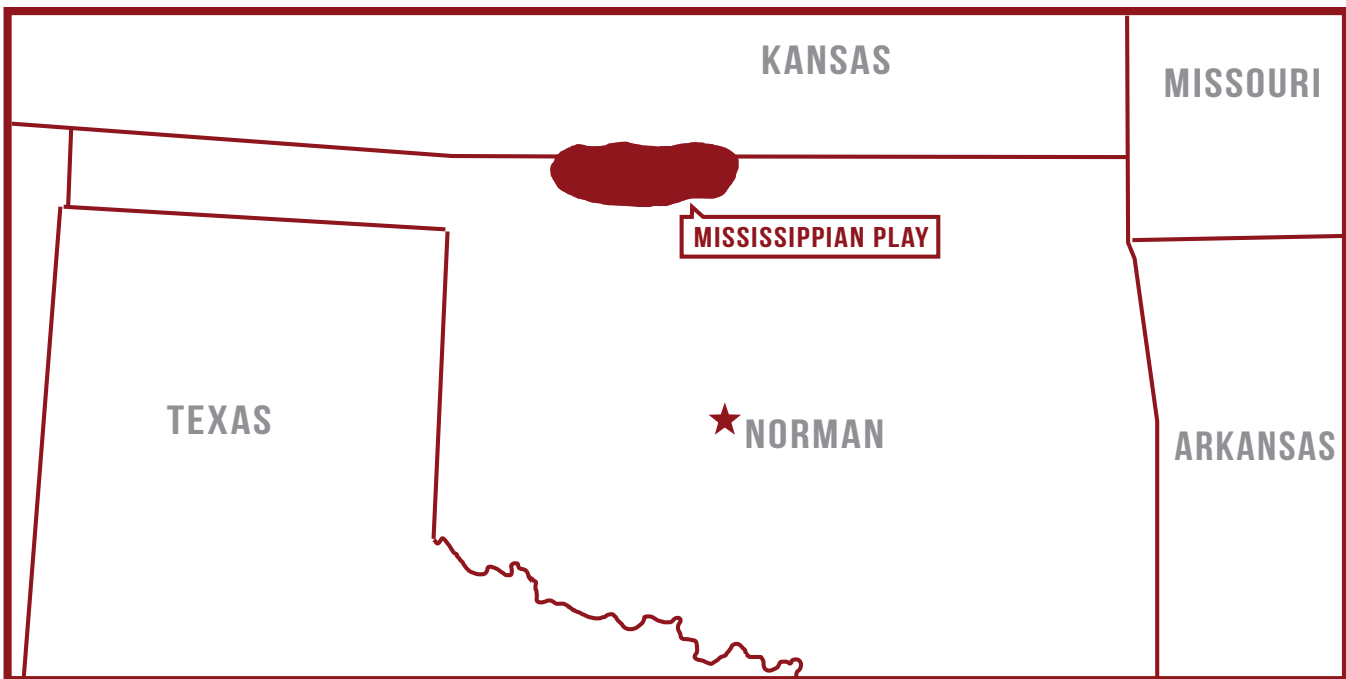 KANSAS
MISSOURI
MISSISSIPPIAN PLAY
TEXAS
NORMAN
ARKANSAS